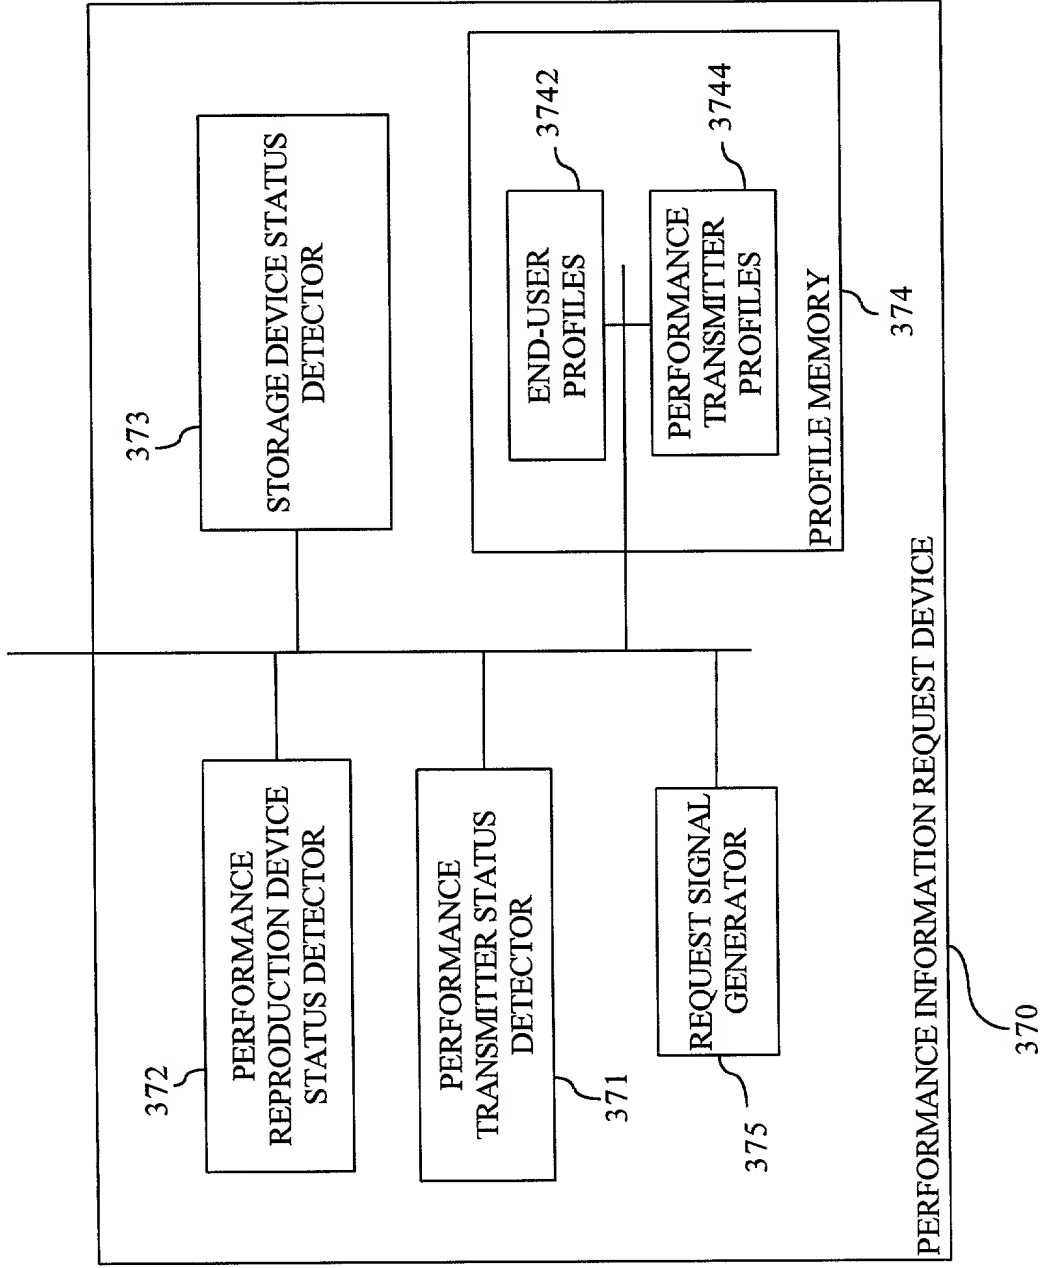 372
PERFORMANCE
REPRODUCTION DEVICE
STATUS DETECTOR
373
STORAGE DEVICE STATUS
DETECTOR
PERFORMANCE
TRANSMITTER STATUS
DETECTOR
371
END-USER
PROFILES
3742
PERFORMANCE
TRANSMITTER
PROFILES
3744
PROFILE MEMORY
374
REQUEST SIGNAL
GENERATOR
375
PERFORMANCE INFORMATION REQUEST DEVICE
370